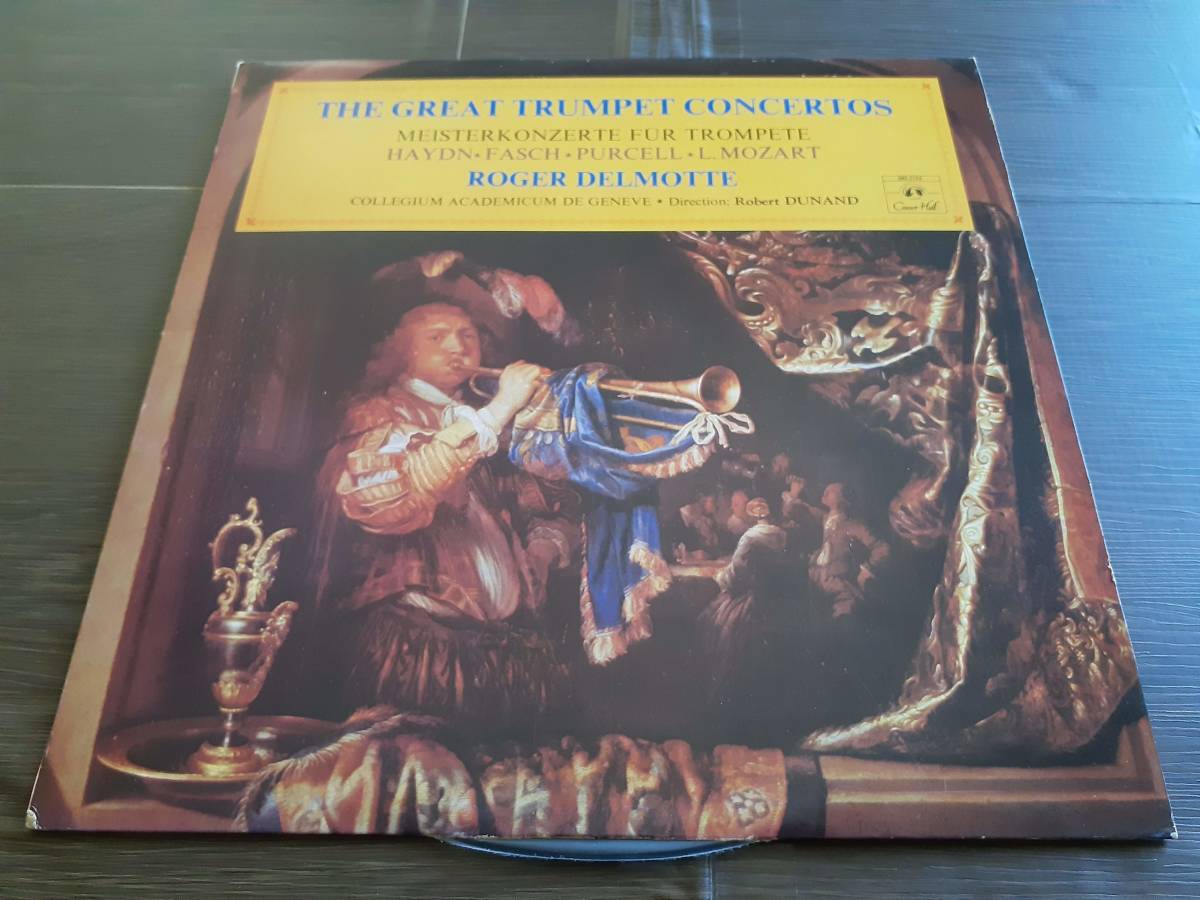 THE GREAT TRUMPET CONCERTOS
MEISTERKONZERTE FÜR TROMPETE
HAYDN • FASCH • PURCELL • L. MOZART
ROGER DELMOTTE
COLLEGIUM ACADEMICUM DE GENEVE • Direction: Robert DUNAND
Concert Hall